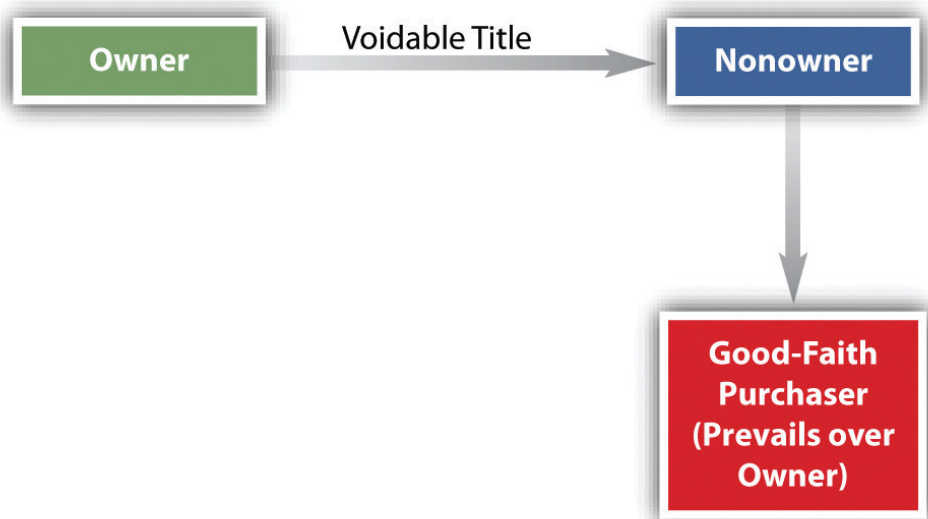 Owner
Voidable Title
Nonowner
Good-Faith
Purchaser
(Prevails over
Owner)